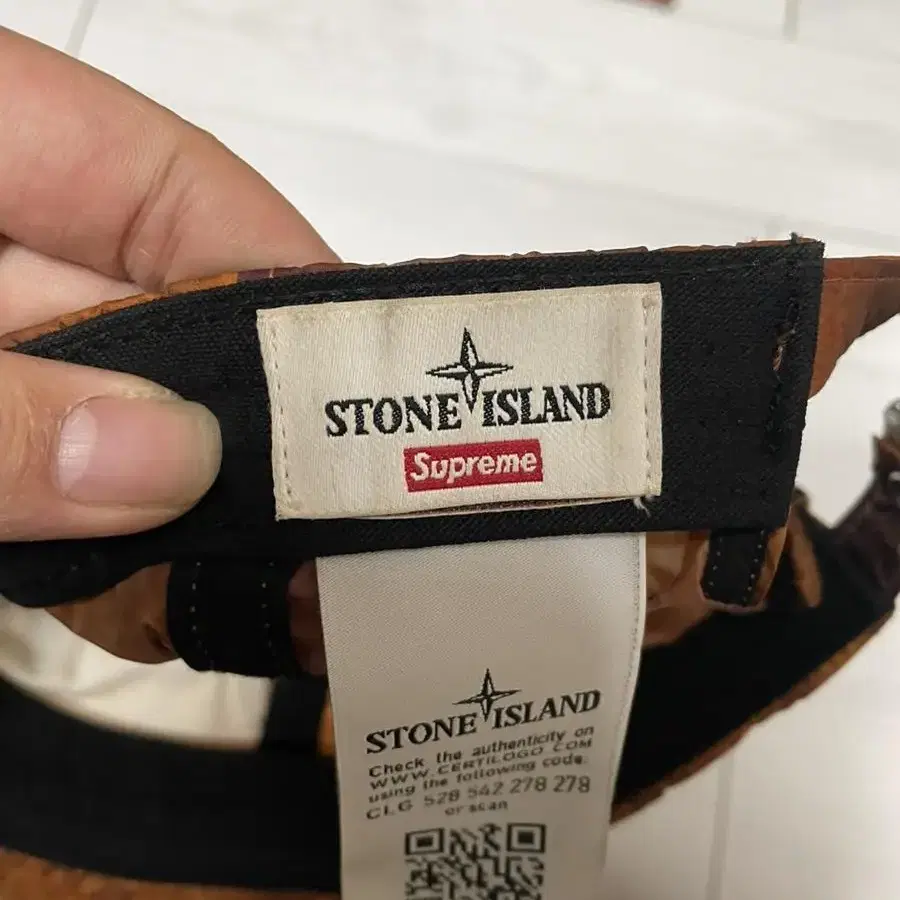 STONE ISLAND
Supreme
STONE ISLAND
Check the authenticity on
WWW.CERTILOGO.COM
using the following code:
CLG 528 542 278 278
or scan